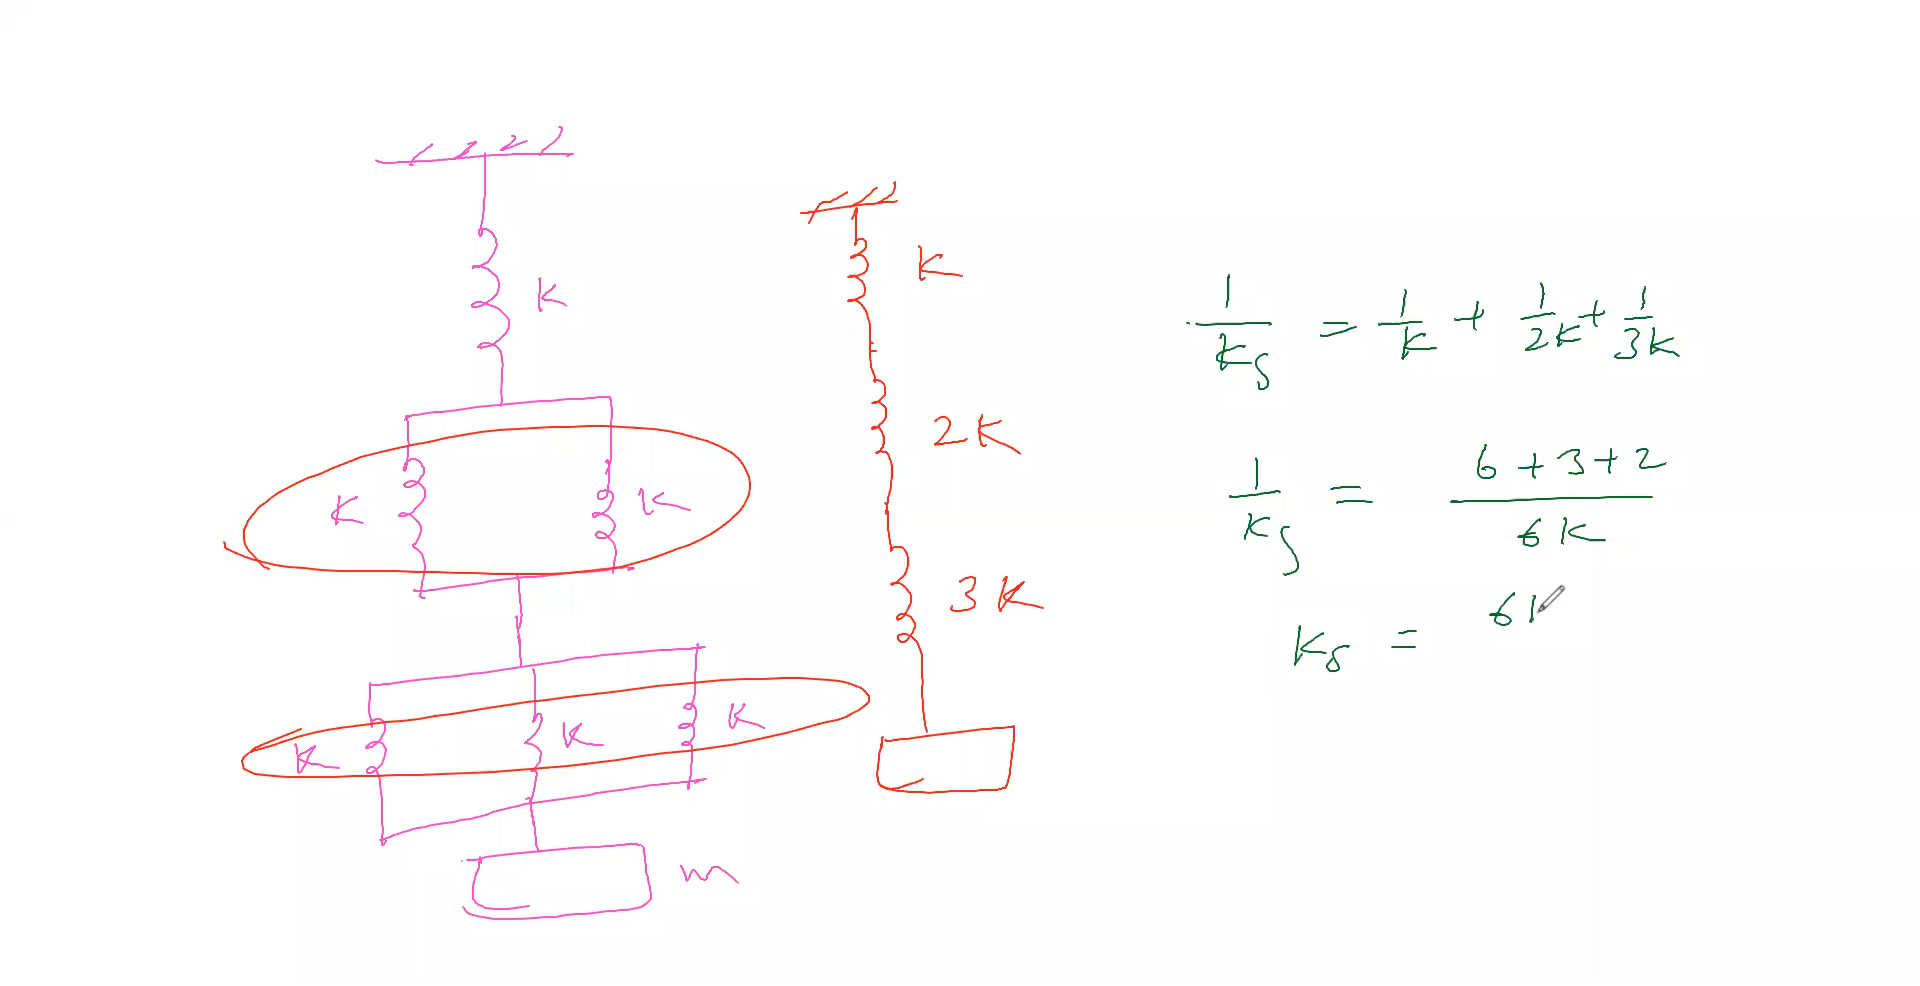 K
K K
K K K
m
K
2K
3K
1/Ks = 1/K + 1/2K + 1/3K
1/Ks = 6+3+2/6K
Ks = 6